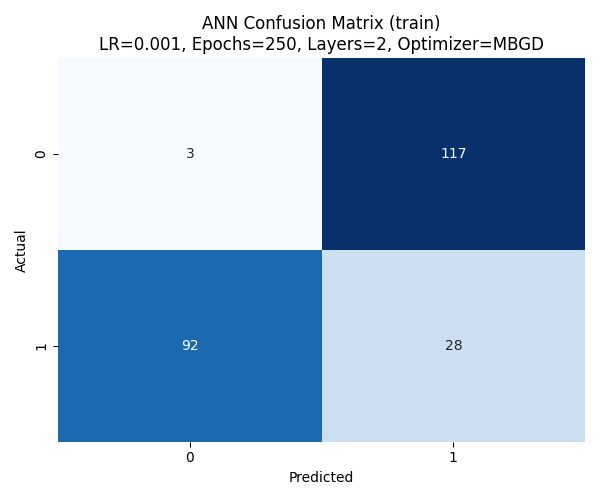 ANN Confusion Matrix (train)
LR=0.001, Epochs=250, Layers=2, Optimizer=MBGD
Actual
0
3
117
1
92
28
0
1
Predicted